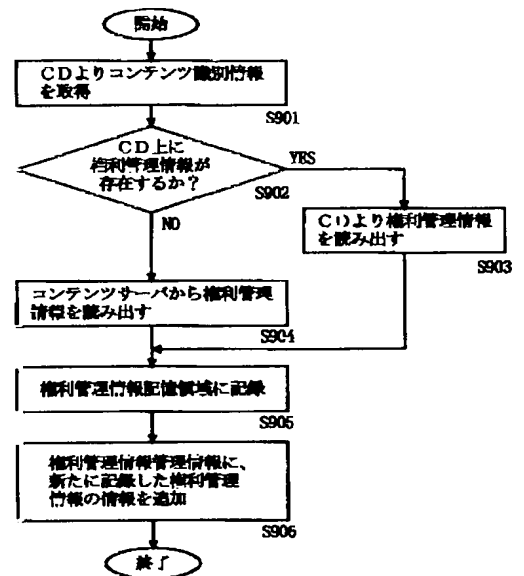 開始
CDよりコンテンツ識別情報
を取得
S901
CD上に
権利管理情報が
存在するか?
S902
YES
NO
CDより権利管理情報
を読み出す
S903
コンテンツサーバから権利管理
情報を読み出す
S904
権利管理情報記憶領域に記録
S905
権利管理情報管理情報に、
新たに記録した権利管理
情報の情報を追加
S906
終了